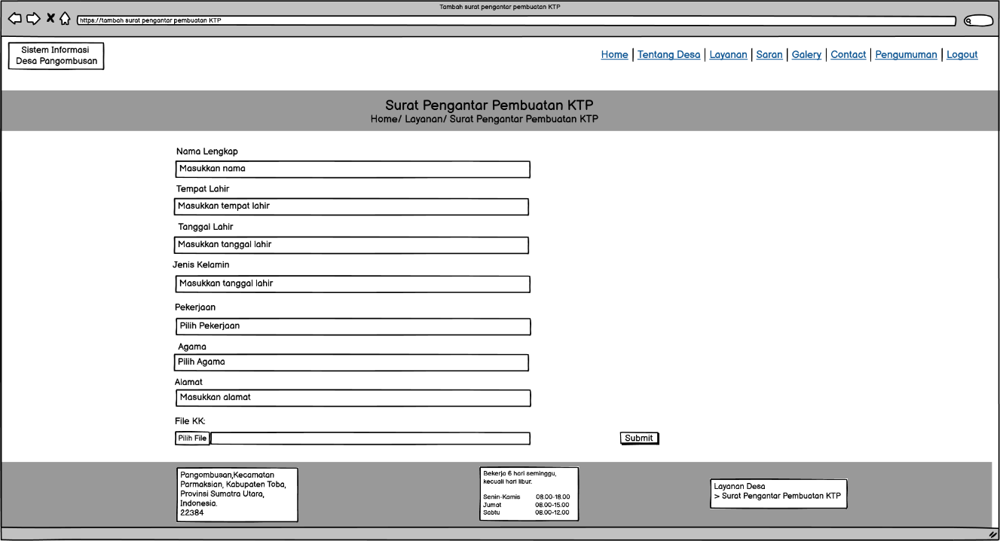 Tambah surat pengantar pembuatan KTP
https://tambah surat pengantar pembuatan KTP
Sistem Informasi
Desa Pangombusan
Home | Tentang Desa | Layanan | Saran | Galery | Contact | Pengumuman | Logout
Surat Pengantar Pembuatan KTP
Home/ Layanan/ Surat Pengantar Pembuatan KTP
Nama Lengkap
Masukkan nama
Tempat Lahir
Masukkan tempat lahir
Tanggal Lahir
Masukkan tanggal lahir
Jenis Kelamin
Masukkan tanggal lahir
Pekerjaan
Pilih Pekerjaan
Agama
Pilih Agama
Alamat
Masukkan alamat
File KK:
Pilih File
Submit
Pangombusan,Kecamatan
Parmaksian, Kabupaten Toba,
Provinsi Sumatra Utara,
Indonesia.
22384
Bekerja 6 hari seminggu,
kecuali hari libur.
Senin-Kamis 08.00-18.00
Jumat 08.00-15.00
Sabtu 08.00-12.00
Layanan Desa
> Surat Pengantar Pembuatan KTP